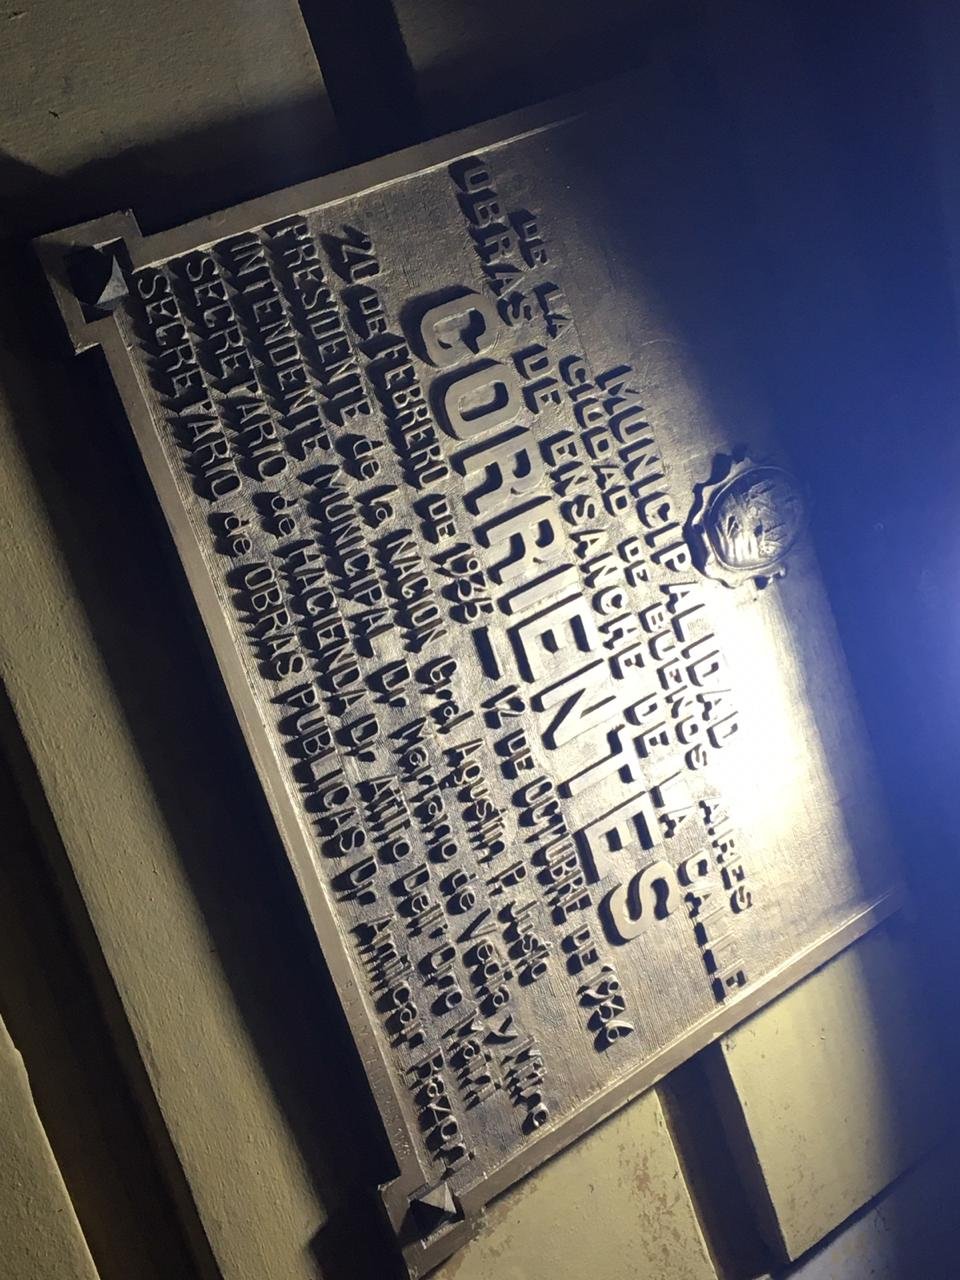 MUNICIPALIDAD
DE LA CIUDAD DE BUENOS AIRES
OBRAS DE ENSANCHE DE LA CALLE
CORRIENTES
DE FEBRERO DE 1935 — 12 DE OCTUBRE DE 1936
PRESIDENTE de la NACION Gral Agustin P. Justo
INTENDENTE MUNICIPAL Dr Mariano de Vedia y Mitre
SECRETARIO de HACIENDA Dr Atilio Dell' Oro Maini
SECRETARIO de OBRAS PUBLICAS Dr Amilcar Razori